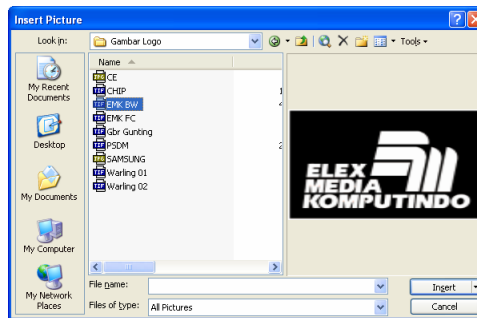 Insert Picture
Look in: Gambar Logo Tools
Name
CE
CHIP
EMK BW
EMK FC
Gbr Gunting
PSDM
SAMSUNG
Warling 01
Warling 02
My Recent
Documents
Desktop
My Documents
My Computer
My Network
Places
ELEX
MEDIA
KOMPUTINDO
File name:
Insert
Files of type: All Pictures
Cancel